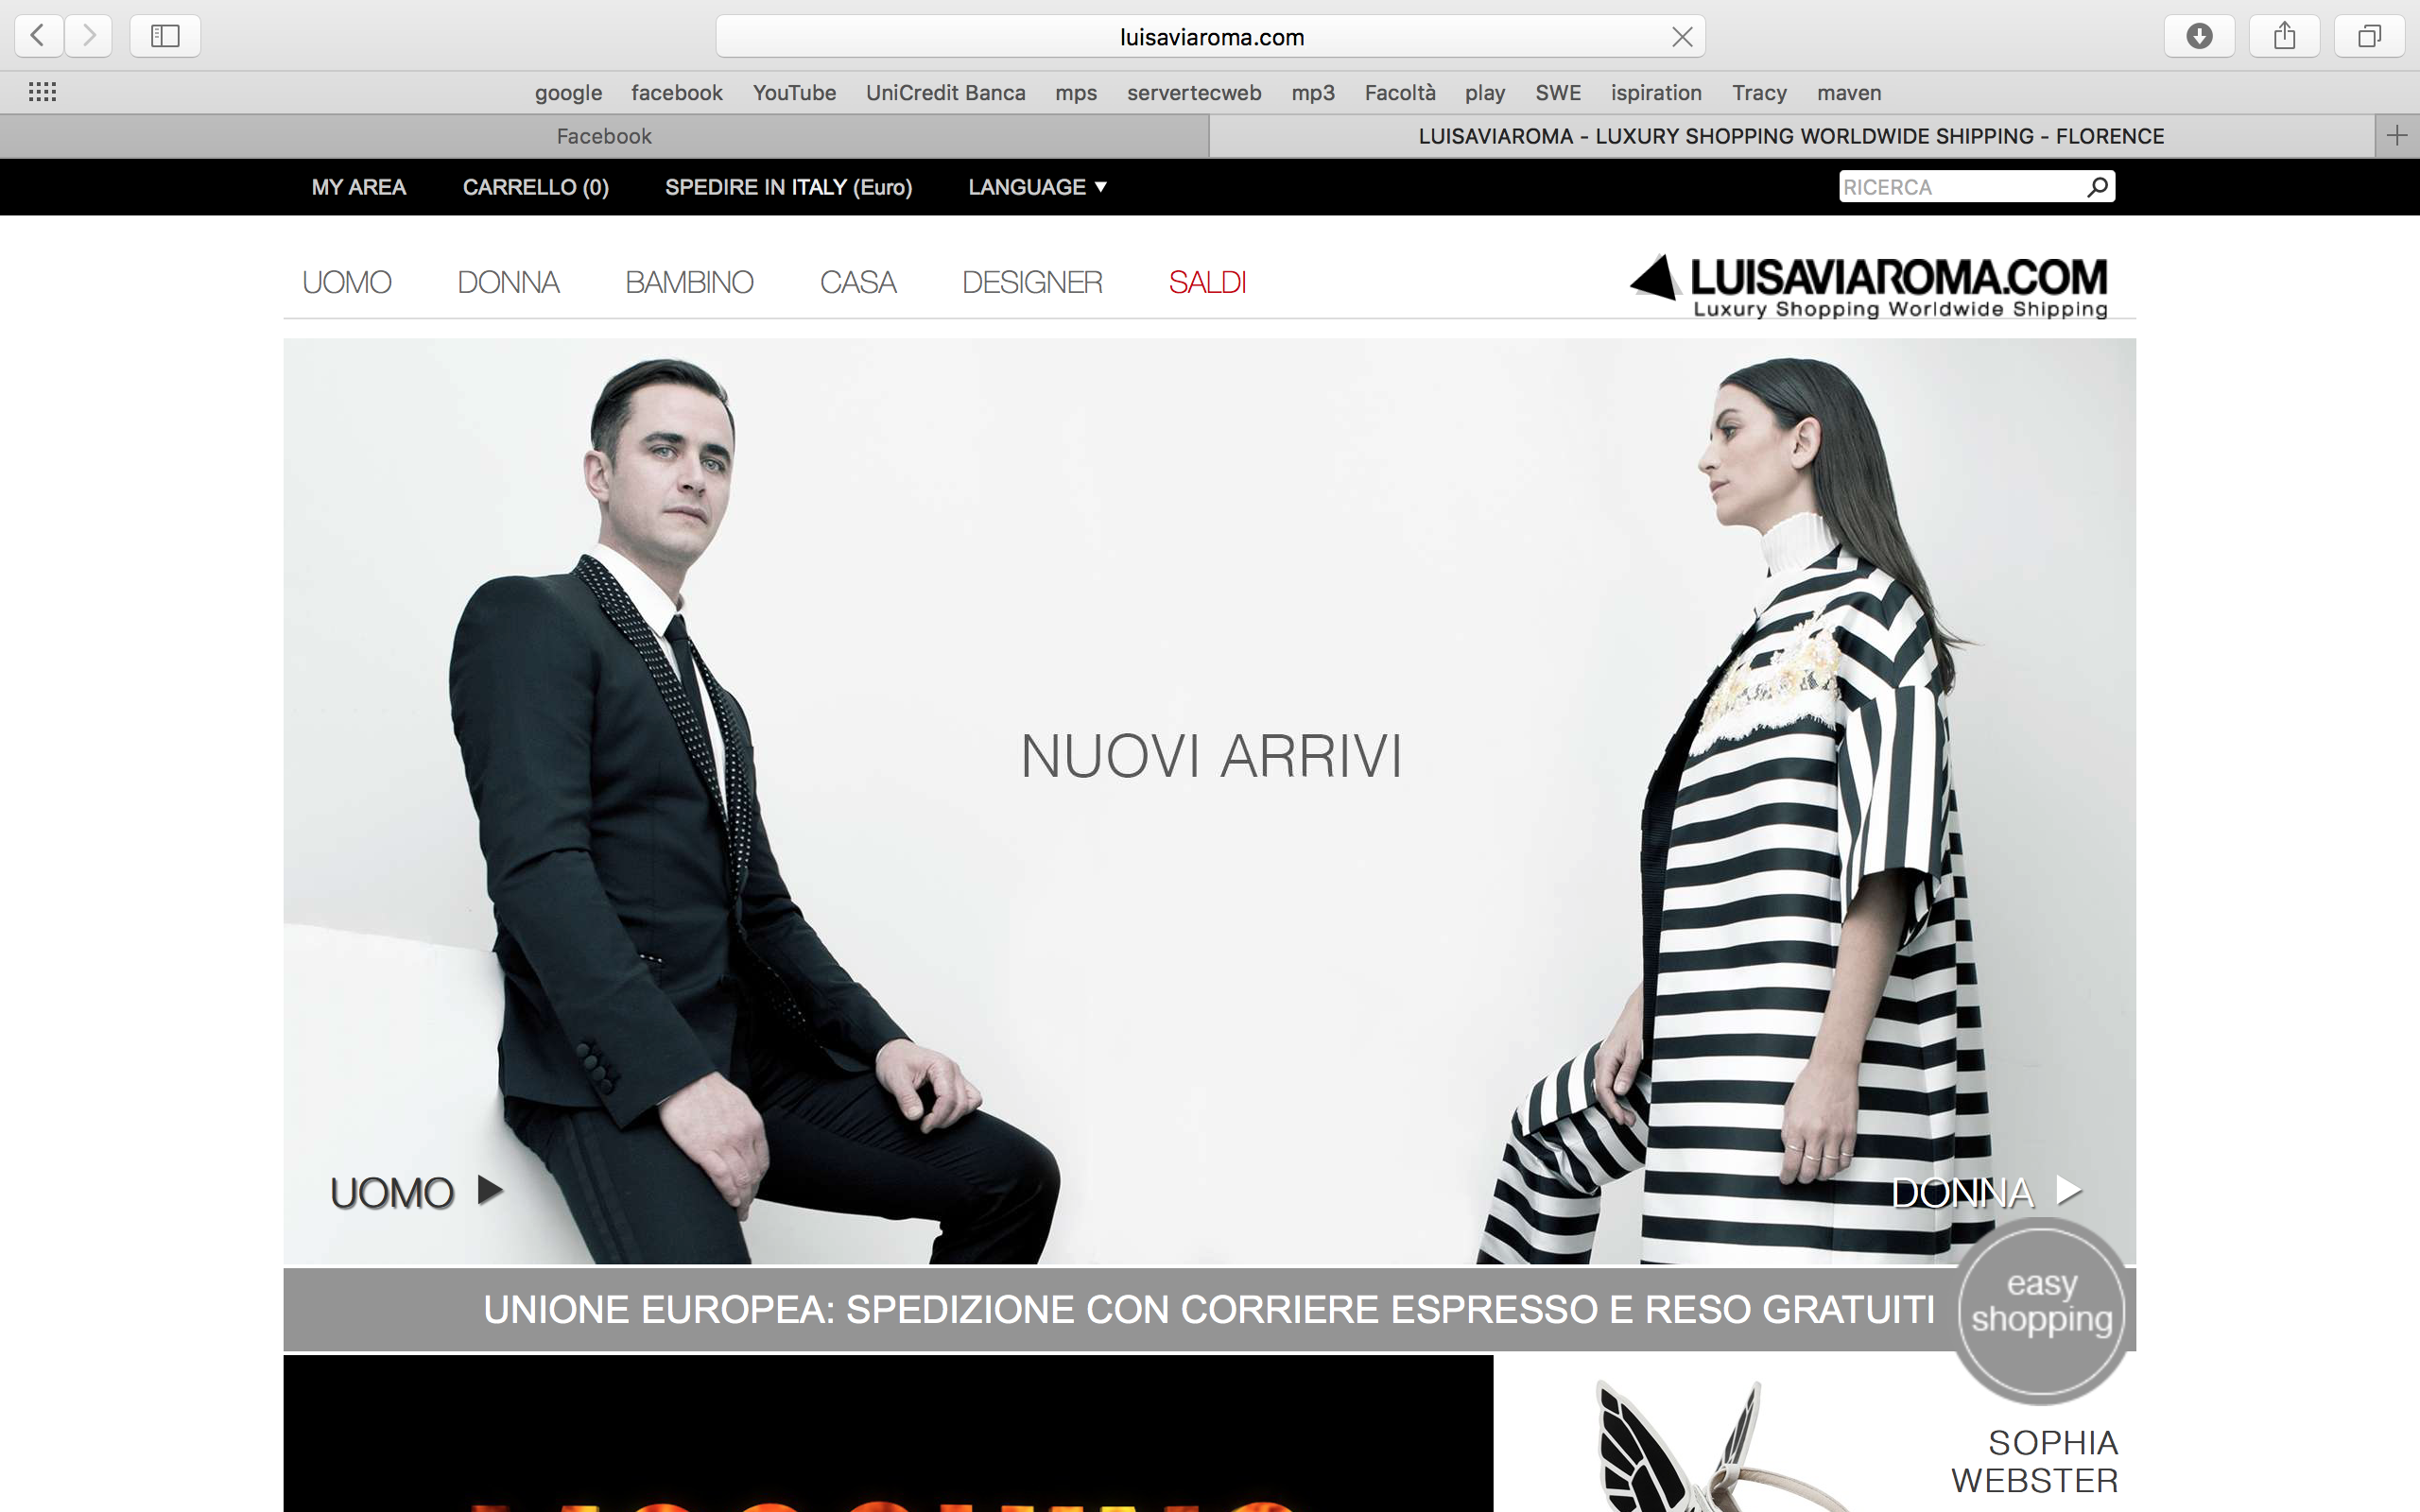 luisaviaroma.com
google facebook YouTube UniCredit Banca mps servertecweb mp3 Facoltà play SWE ispiration Tracy maven
Facebook
LUISAVIAROMA - LUXURY SHOPPING WORLDWIDE SHIPPING - FLORENCE
MY AREA CARRELLO (0) SPEDIRE IN ITALY (Euro) LANGUAGE
RICERCA
UOMO DONNA BAMBINO CASA DESIGNER SALDI
LUISAVIAROMA.COM
Luxury Shopping Worldwide Shipping
NUOVI ARRIVI
UOMO
DONNA
UNIONE EUROPEA: SPEDIZIONE CON CORRIERE ESPRESSO E RESO GRATUITI
easy
shopping
SOPHIA
WEBSTER